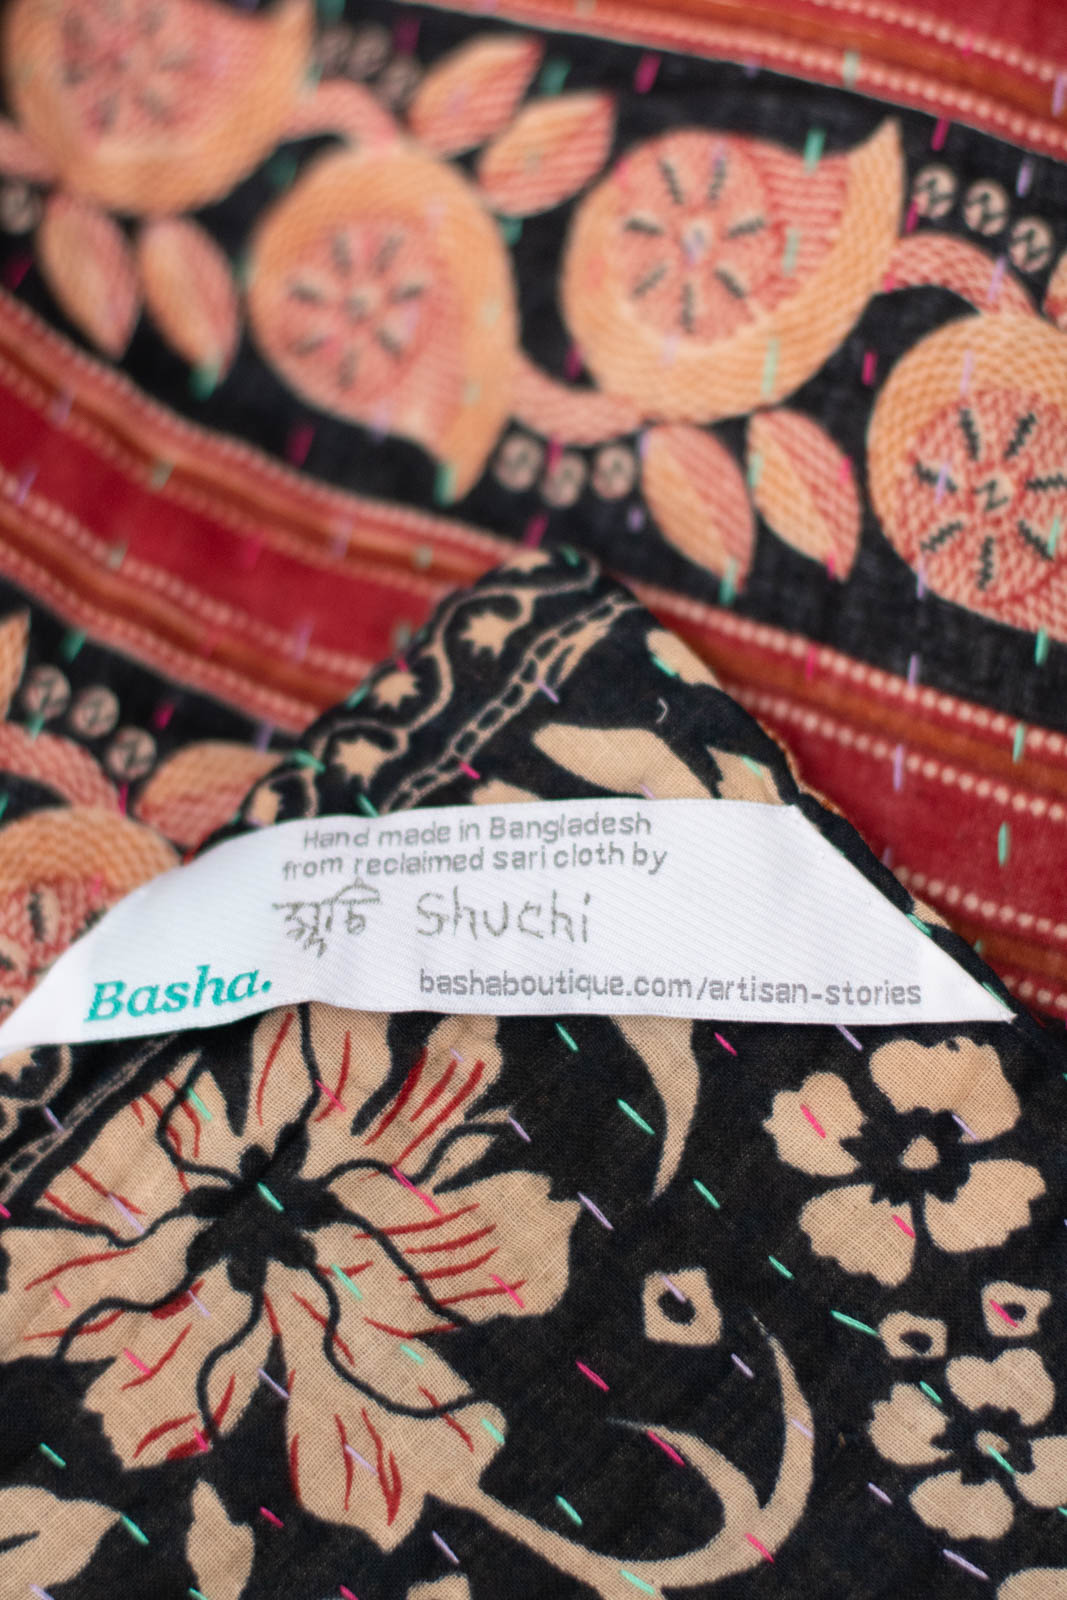 Hand made in Bangladesh
from reclaimed sari cloth by
সূচি Shuchi
Basha.
bashaboutique.com/artisan-stories